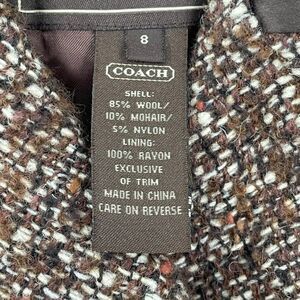 8
COACH
SHELL:
85% WOOL/
10% MOHAIR/
5% NYLON
LINING:
100% RAYON
EXCLUSIVE
OF TRIM
MADE IN CHINA
CARE ON REVERSE